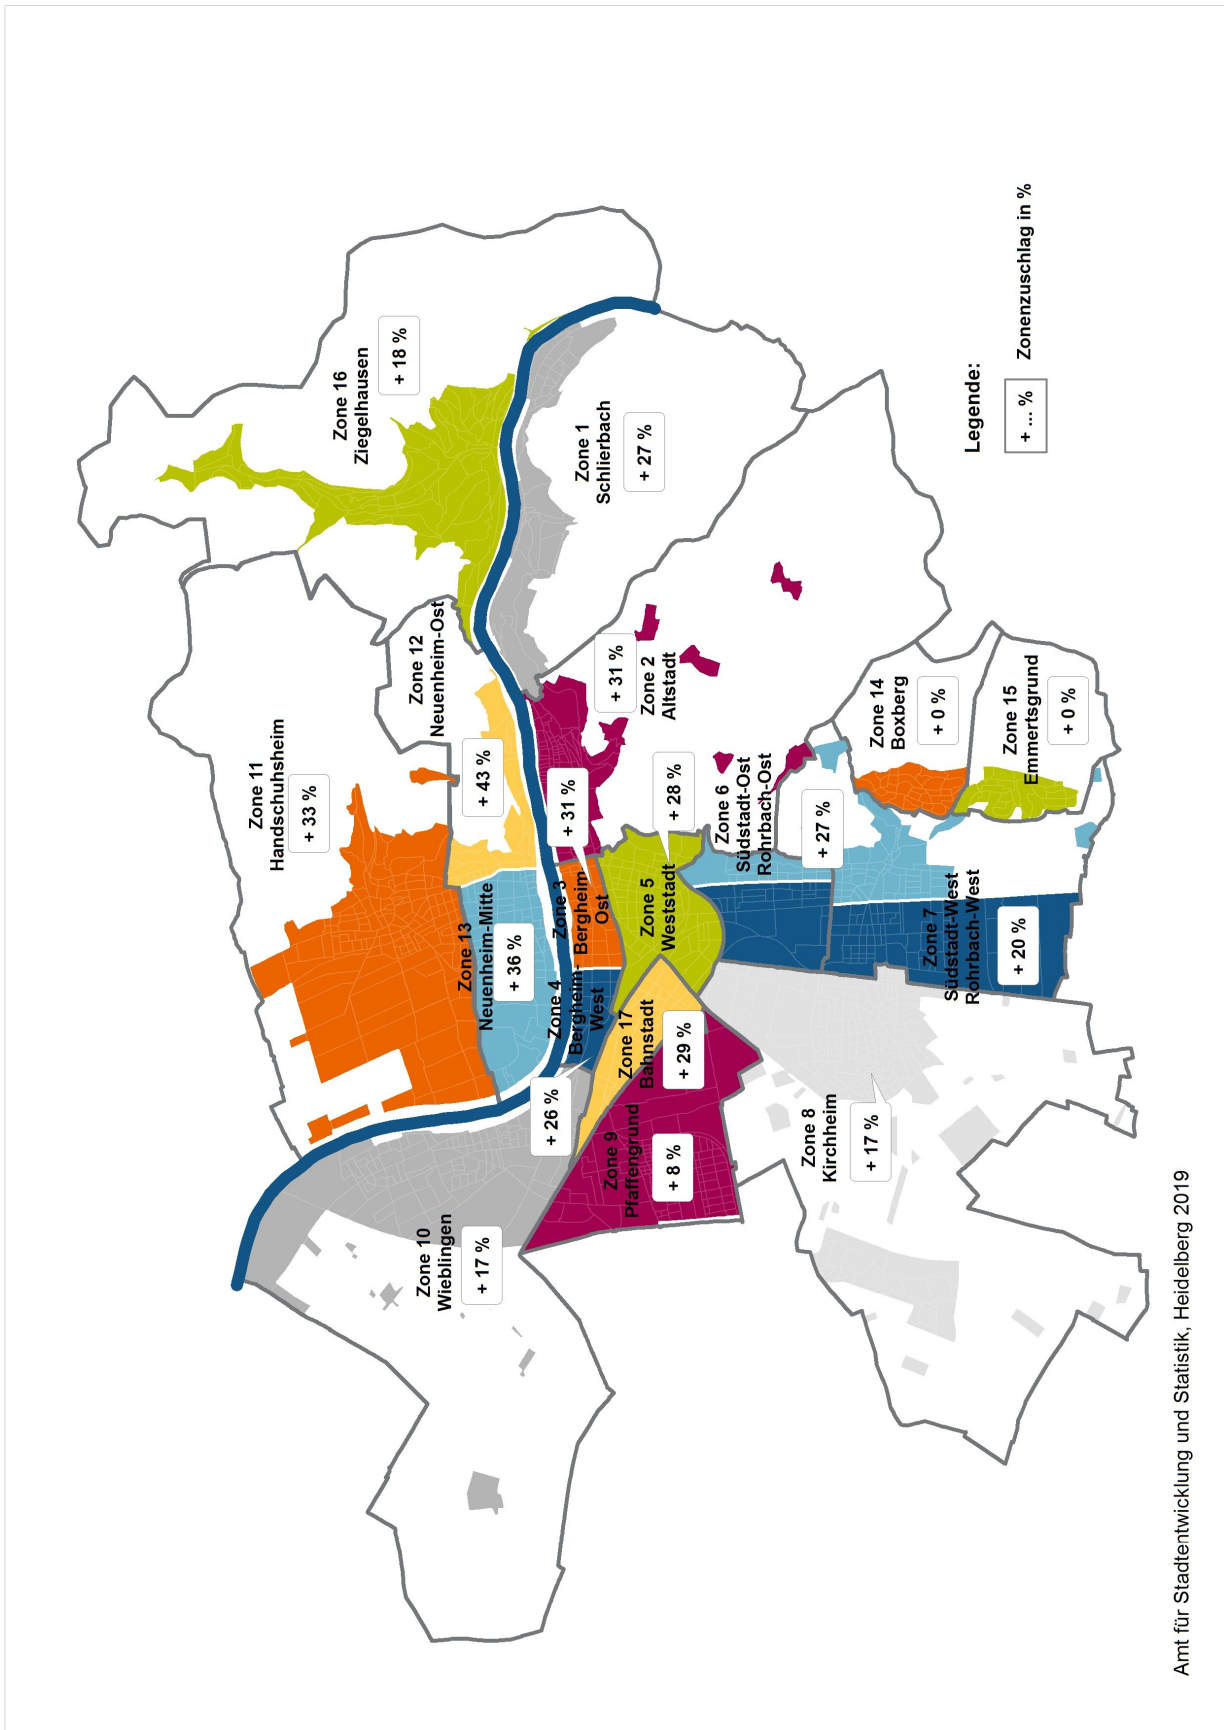 Zone 16
Ziegelhausen
+ 18 %
Zone 1
Schlierbach
+ 27 %
Zone 12
Neuenheim-Ost
+ 43 %
Zone 11
Handschuhsheim
+ 33 %
Zone 13
Neuenheim-Mitte
+ 36 %
Zone 2
Altstadt
+ 31 %
Zone 3
Bergheim
Ost
+ 31 %
Zone 4
Bergheim-
West
+ 26 %
Zone 5
Weststadt
+ 28 %
Zone 6
Südstadt-Ost
Rohrbach-Ost
+ 27 %
Zone 7
Südstadt-West
Rohrbach-West
+ 20 %
Zone 14
Boxberg
+ 0 %
Zone 15
Emmertsgrund
+ 0 %
Zone 17
Bahnstadt
+ 29 %
Zone 9
Pfaffengrund
+ 8 %
Zone 10
Wieblingen
+ 17 %
Zone 8
Kirchheim
+ 17 %
Legende:
+ ... %
Zonenzuschlag in %
Amt für Stadtentwicklung und Statistik, Heidelberg 2019